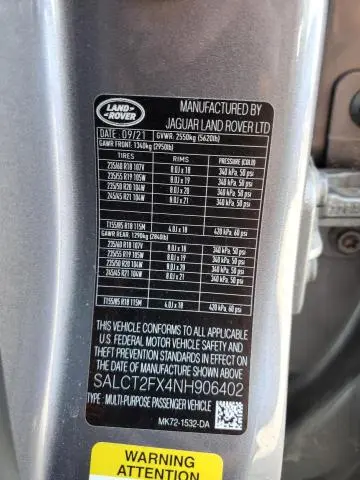 LAND-
-ROVER
MANUFACTURED BY
JAGUAR LAND ROVER LTD
DATE : 09/21 GVWR: 2550kg (5620lb)
GAWR FRONT: 1340kg (2950lb)
TIRES RIMS PRESSURE (COLD)
235/60 R18 107V 8.0J x 18 340 kPa, 50 psi
235/55 R19 105W 8.0J x 19 340 kPa, 50 psi
235/50 R20 104W 8.0J x 20 340 kPa, 50 psi
245/45 R21 104W 8.0J x 21 340 kPa, 50 psi
T155/85 R18 115M 4.0J x 18 420 kPa, 60 psi
GAWR REAR: 1290kg (2840lb)
235/60 R18 107V 8.0J x 18 340 kPa, 50 psi
235/55 R19 105W 8.0J x 19 340 kPa, 50 psi
235/50 R20 104W 8.0J x 20 340 kPa, 50 psi
245/45 R21 104W 8.0J x 21 340 kPa, 50 psi
T155/85 R18 115M 4.0J x 18 420 kPa, 60 psi
THIS VEHICLE CONFORMS TO ALL APPLICABLE
U.S. FEDERAL MOTOR VEHICLE SAFETY AND
THEFT PREVENTION STANDARDS IN EFFECT ON
THE DATE OF MANUFACTURE SHOWN ABOVE.
SALCT2FX4NH906402
TYPE : MULTI-PURPOSE PASSENGER VEHICLE
MK72-1532-DA
WARNING
ATTENTION